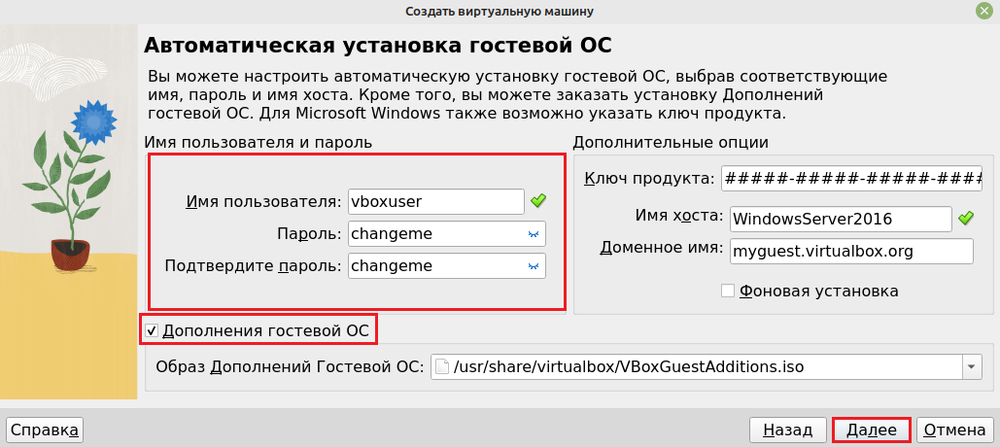 Создать виртуальную машину
Автоматическая установка гостевой ОС
Вы можете настроить автоматическую установку гостевой ОС, выбрав соответствующие
имя, пароль и имя хоста. Кроме того, вы можете заказать установку Дополнений
гостевой ОС. Для Microsoft Windows также возможно указать ключ продукта.
Имя пользователя и пароль
Имя пользователя: vboxuser
Пароль: changeme
Подтвердите пароль: changeme
Дополнительные опции
Ключ продукта: #####-#####-#####-####
Имя хоста: WindowsServer2016
Доменное имя: myguest.virtualbox.org
Фоновая установка
Дополнения гостевой ОС
Образ Дополнений Гостевой ОС: /usr/share/virtualbox/VBoxGuestAdditions.iso
Справка
Назад
Далее
Отмена